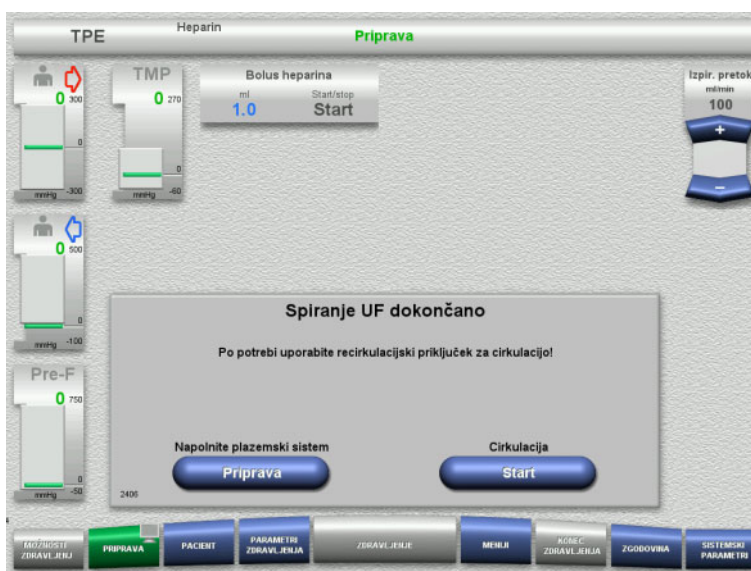 TPE Heparin Priprava
0 300
0
mmHg -300
TMP
0 270
0
mmHg -60
Bolus heparina
ml Start/stop
1.0 Start
Izpir. pretok
ml/min
100
+
−
0 500
0
mmHg -100
Pre-F
0 750
0
mmHg -50
Spiranje UF dokončano
Po potrebi uporabite recirkulacijski priključek za cirkulacijo!
Napolnite plazemski sistem Cirkulacija
Priprava Start
2406
MOŽNOSTI ZDRAVLJENJ
PRIPRAVA
PACIENT
PARAMETRI
ZDRAVLJENJA
ZDRAVLJENJE
MENIJI
KONEC
ZDRAVLJENJA
ZGODOVINA
SISTEMSKI
PARAMETRI